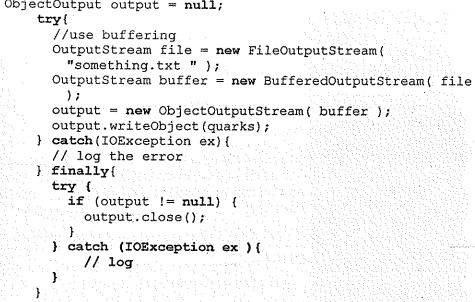 ObjectOutput output = null;
try{
//use buffering
OutputStream file = new FileOutputStream(
"something.txt " );
OutputStream buffer = new BufferedOutputStream( file
);
output = new ObjectOutputStream( buffer );
output.writeObject(quarks);
} catch(IOException ex){
// log the error
} finally{
try {
if (output != null) {
output.close();
}
} catch (IOException ex ){
// log
}
}